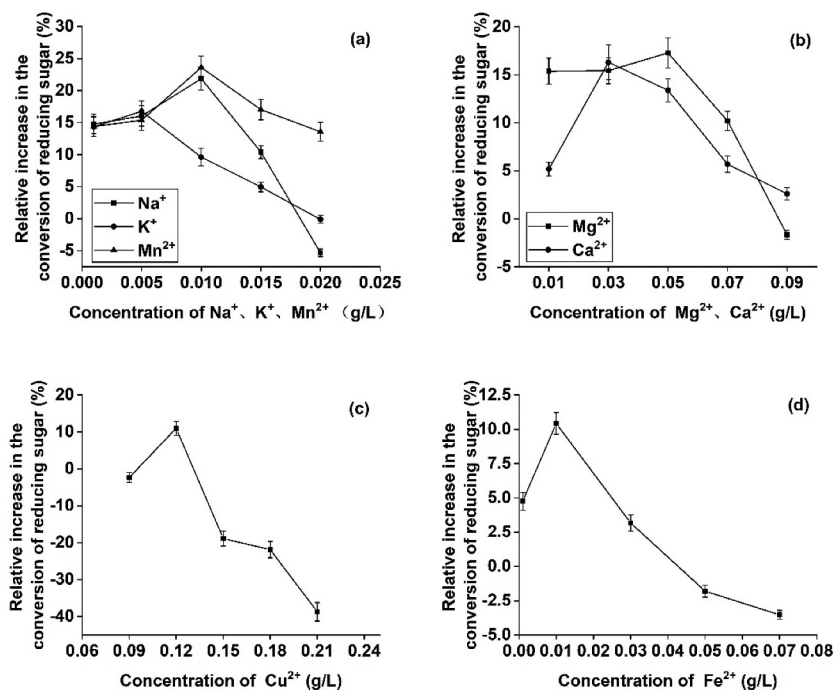 Relative increase in the
conversion of reducing sugar (%)
30
25
20
15
10
5
0
-5
(a)
Na⁺
K⁺
Mn²⁺
0.000 0.005 0.010 0.015 0.020 0.025
Concentration of Na⁺、K⁺、Mn²⁺ （g/L）
Relative increase in the
conversion of reducing sugar (%)
20
15
10
5
0
-5
(b)
Mg²⁺
Ca²⁺
0.01 0.03 0.05 0.07 0.09
Concentration of Mg²⁺、Ca²⁺ (g/L)
Relative increase in the
conversion of reducing sugar (%)
20
10
0
-10
-20
-30
-40
(c)
0.06 0.09 0.12 0.15 0.18 0.21 0.24
Concentration of Cu²⁺ (g/L)
Relative increase in the
conversion of reducing sugar (%)
12.5
10.0
7.5
5.0
2.5
0.0
-2.5
-5.0
(d)
0.00 0.01 0.03 0.05 0.07 0.08
Concentration of Fe²⁺ (g/L)